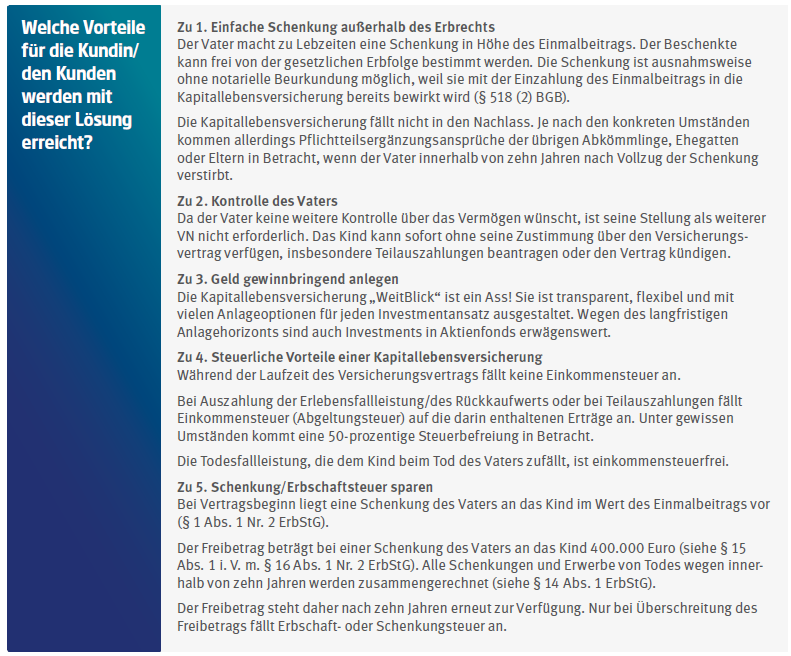 Welche Vorteile
für die Kundin/
den Kunden
werden mit
dieser Lösung
erreicht?
Zu 1. Einfache Schenkung außerhalb des Erbrechts
Der Vater macht zu Lebzeiten eine Schenkung in Höhe des Einmalbeitrags. Der Beschenkte
kann frei von der gesetzlichen Erbfolge bestimmt werden. Die Schenkung ist ausnahmsweise
ohne notarielle Beurkundung möglich, weil sie mit der Einzahlung des Einmalbeitrags in die
Kapitallebensversicherung bereits bewirkt wird (§ 518 (2) BGB).
Die Kapitallebensversicherung fällt nicht in den Nachlass. Je nach den konkreten Umständen
kommen allerdings Pflichtteilsergänzungsansprüche der übrigen Abkömmlinge, Ehegatten
oder Eltern in Betracht, wenn der Vater innerhalb von zehn Jahren nach Vollzug der Schenkung
verstirbt.
Zu 2. Kontrolle des Vaters
Da der Vater keine weitere Kontrolle über das Vermögen wünscht, ist seine Stellung als weiterer
VN nicht erforderlich. Das Kind kann sofort ohne seine Zustimmung über den Versicherungs-
vertrag verfügen, insbesondere Teilauszahlungen beantragen oder den Vertrag kündigen.
Zu 3. Geld gewinnbringend anlegen
Die Kapitallebensversicherung „WeitBlick“ ist ein Ass! Sie ist transparent, flexibel und mit
vielen Anlageoptionen für jeden Investmentansatz ausgestaltet. Wegen des langfristigen
Anlagehorizonts sind auch Investments in Aktienfonds erwägenswert.
Zu 4. Steuerliche Vorteile einer Kapitallebensversicherung
Während der Laufzeit des Versicherungsvertrags fällt keine Einkommensteuer an.
Bei Auszahlung der Erlebensfallleistung/des Rückkaufwerts oder bei Teilauszahlungen fällt
Einkommensteuer (Abgeltungsteuer) auf die darin enthaltenen Erträge an. Unter gewissen
Umständen kommt eine 50-prozentige Steuerbefreiung in Betracht.
Die Todesfallleistung, die dem Kind beim Tod des Vaters zufällt, ist einkommensteuerfrei.
Zu 5. Schenkung/Erbschaftsteuer sparen
Bei Vertragsbeginn liegt eine Schenkung des Vaters an das Kind im Wert des Einmalbeitrags vor
(§ 1 Abs. 1 Nr. 2 ErbStG).
Der Freibetrag beträgt bei einer Schenkung des Vaters an das Kind 400.000 Euro (siehe § 15
Abs. 1 i. V. m. § 16 Abs. 1 Nr. 2 ErbStG). Alle Schenkungen und Erwerbe von Todes wegen inner-
halb von zehn Jahren werden zusammengerechnet (siehe § 14 Abs. 1 ErbStG).
Der Freibetrag steht daher nach zehn Jahren erneut zur Verfügung. Nur bei Überschreitung des
Freibetrags fällt Erbschaft- oder Schenkungsteuer an.